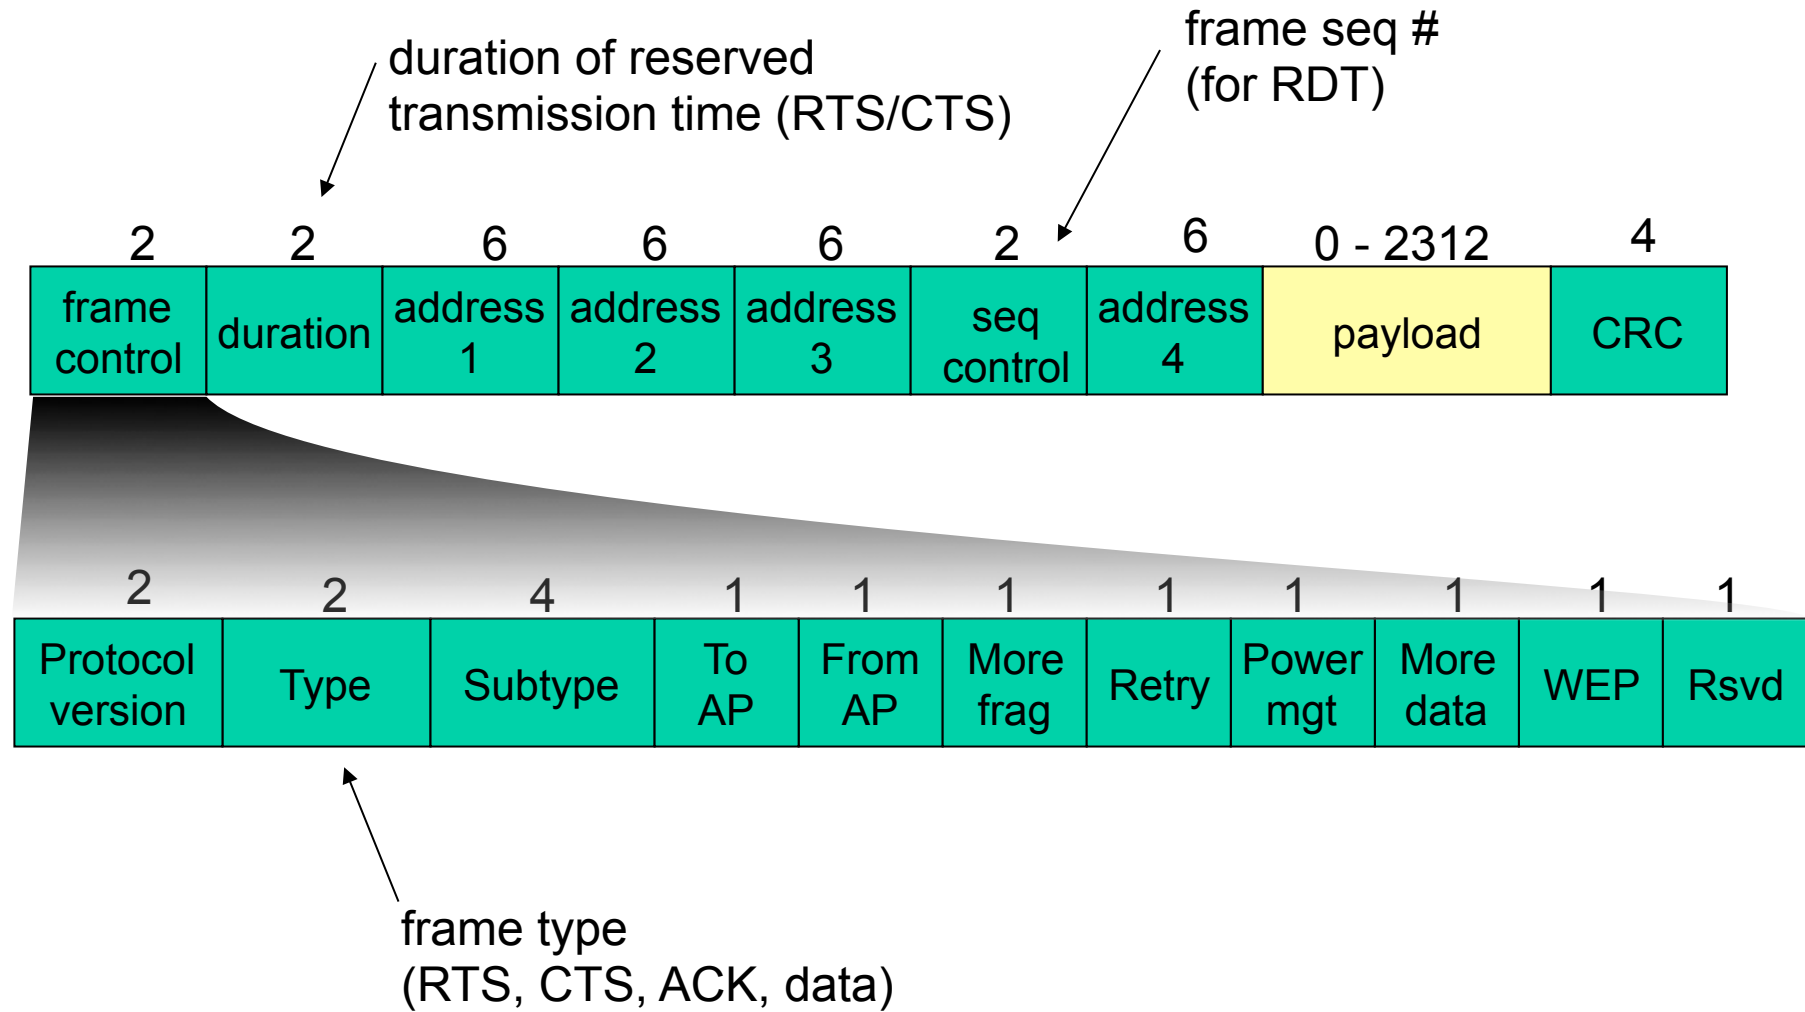 duration of reserved
transmission time (RTS/CTS)
frame seq #
(for RDT)
2 2 6 6 6 2 6 0 - 2312 4
frame
control
duration
address
1
address
2
address
3
seq
control
address
4
payload
CRC
2 2 4 1 1 1 1 1 1 1 1
Protocol
version
Type
Subtype
To
AP
From
AP
More
frag
Retry
Power
mgt
More
data
WEP
Rsvd
frame type
(RTS, CTS, ACK, data)